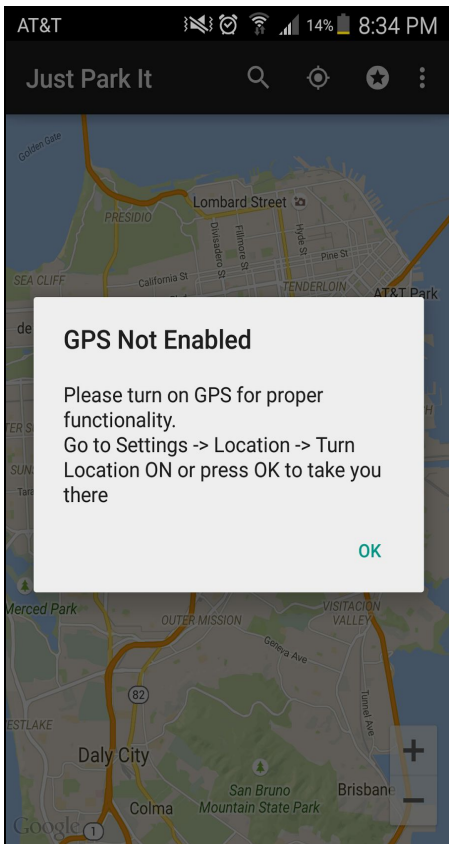 AT&T 14% 8:34 PM
Just Park It
Golden Gate
Lombard Street
PRESIDIO
Divisadero St
Fillmore St
Hyde St
Pine St
SEA CLIFF
California St
TENDERLOIN
AT&T Park
de
GPS Not Enabled
Please turn on GPS for proper
functionality.
Go to Settings -> Location -> Turn
Location ON or press OK to take you
there
OK
Merced Park
OUTER MISSION
VISITACION
VALLEY
Geneva Ave
82
Tunnel Ave
ESTLAKE
Daly City
+
San Bruno
Mountain State Park
Brisbane
−
Colma
Google
1